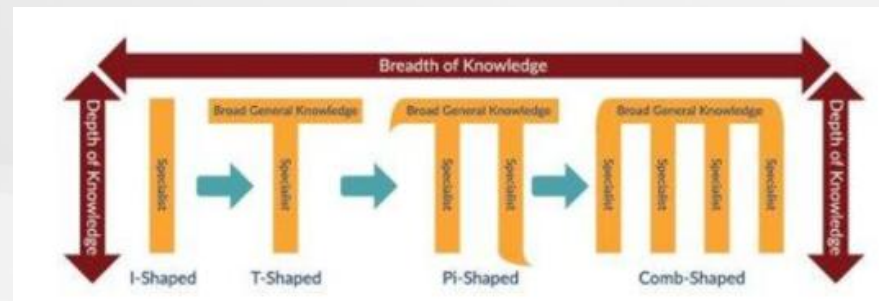 Breadth of Knowledge
Depth of Knowledge
Specialist
I-Shaped
Broad General Knowledge
Specialist
T-Shaped
Broad General Knowledge
Specialist
Specialist
Pi-Shaped
Broad General Knowledge
Specialist
Specialist
Specialist
Specialist
Comb-Shaped
Depth of Knowledge